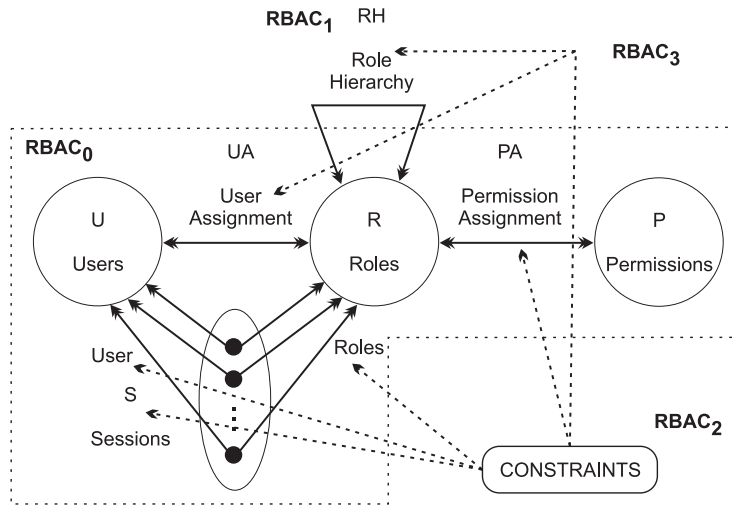 RBAC1
RH
RBAC3
Role
Hierarchy
RBAC0
UA
PA
User
Assignment
Permission
Assignment
U
Users
R
Roles
P
Permissions
User
Roles
S
Sessions
RBAC2
CONSTRAINTS